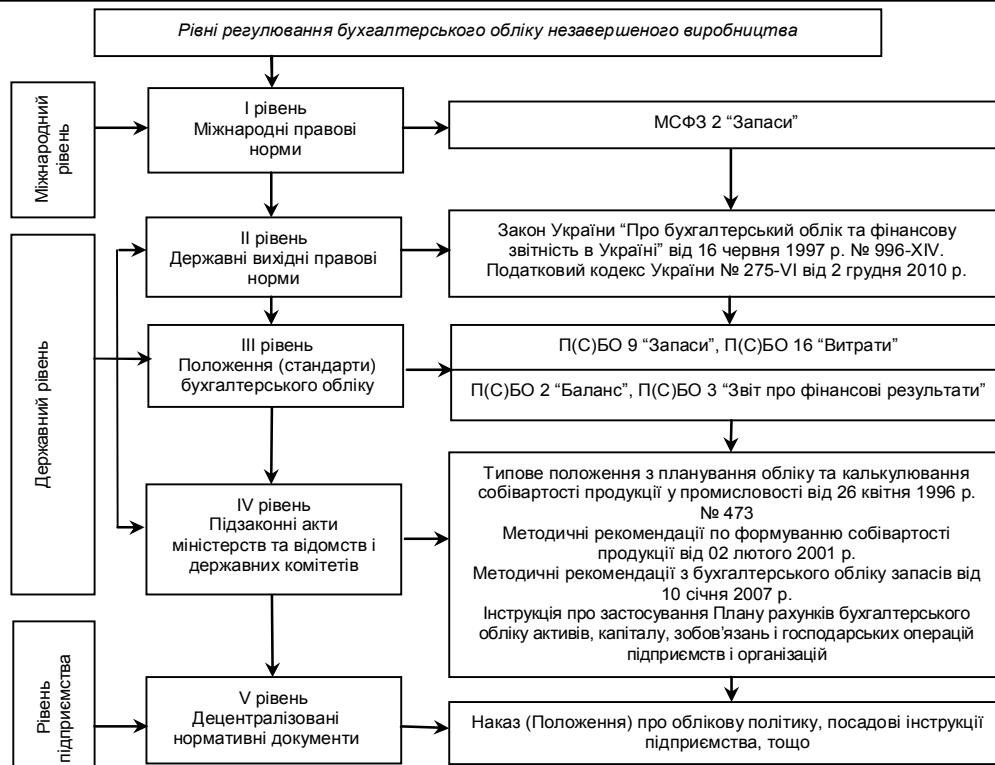 Рівні регулювання бухгалтерського обліку незавершеного виробництва
Міжнародний
рівень
I рівень
Міжнародні правові
норми
МСФЗ 2 “Запаси”
Державний рівень
II рівень
Державні вихідні правові
норми
Закон України “Про бухгалтерський облік та фінансову
звітність в Україні” від 16 червня 1997 р. № 996-XIV.
Податковий кодекс України № 275-VI від 2 грудня 2010 р.
III рівень
Положення (стандарти)
бухгалтерського обліку
П(С)БО 9 “Запаси”, П(С)БО 16 “Витрати”
П(С)БО 2 “Баланс”, П(С)БО 3 “Звіт про фінансові результати”
IV рівень
Підзаконні акти
міністерств та відомств і
державних комітетів
Типове положення з планування обліку та калькулювання
собівартості продукції у промисловості від 26 квітня 1996 р.
№ 473
Методичні рекомендації по формуванню собівартості
продукції від 02 лютого 2001 р.
Методичні рекомендації з бухгалтерського обліку запасів від
10 січня 2007 р.
Інструкція про застосування Плану рахунків бухгалтерського
обліку активів, капіталу, зобов’язань і господарських операцій
підприємств і організацій
Рівень
підприємства
V рівень
Децентралізовані
нормативні документи
Наказ (Положення) про облікову політику, посадові інструкції
підприємства, тощо